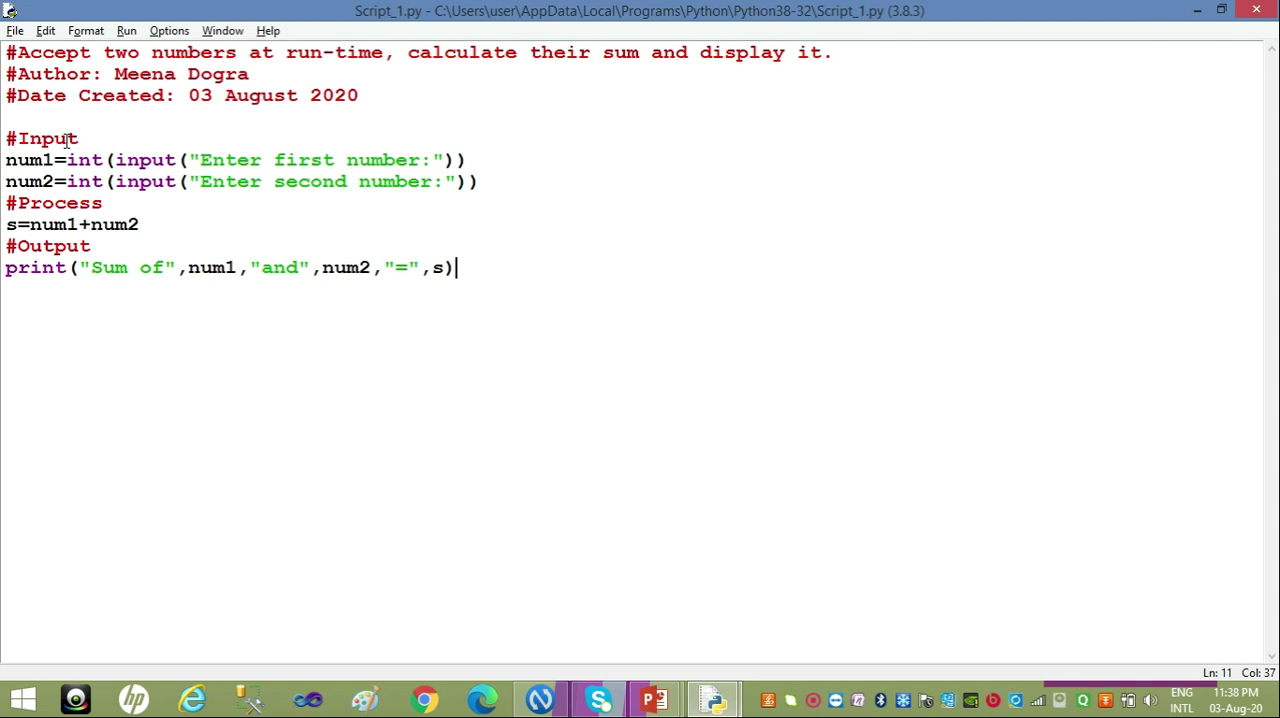 Script_1.py - C:\Users\user\AppData\Local\Programs\Python\Python38-32\Script_1.py (3.8.3)
File Edit Format Run Options Window Help
#Accept two numbers at run-time, calculate their sum and display it.
#Author: Meena Dogra
#Date Created: 03 August 2020
#Input
num1=int(input("Enter first number:"))
num2=int(input("Enter second number:"))
#Process
s=num1+num2
#Output
print("Sum of",num1,"and",num2,"=",s)
Ln: 11 Col: 37
ENG 11:38 PM
INTL 03-Aug-20